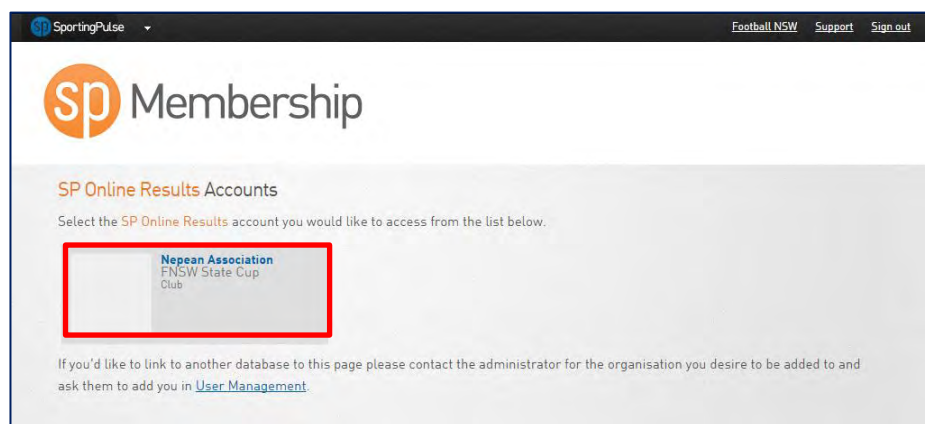 SportingPulse
Football NSW Support Sign out
sp Membership
SP Online Results Accounts
Select the SP Online Results account you would like to access from the list below.
Nepean Association
FNSW State Cup
Club
If you'd like to link to another database to this page please contact the administrator for the organisation you desire to be added to and
ask them to add you in User Management.